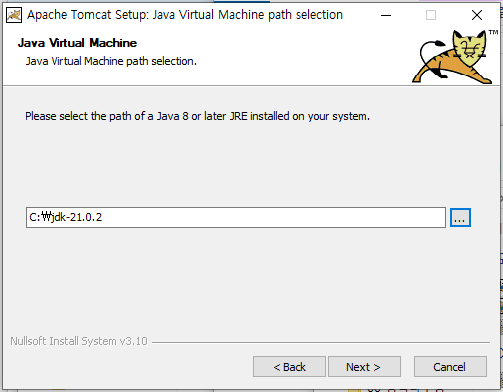 Apache Tomcat Setup: Java Virtual Machine path selection
Java Virtual Machine
Java Virtual Machine path selection.
TM
Please select the path of a Java 8 or later JRE installed on your system.
C:₩jdk-21.0.2
...
Nullsoft Install System v3.10
< Back
Next >
Cancel